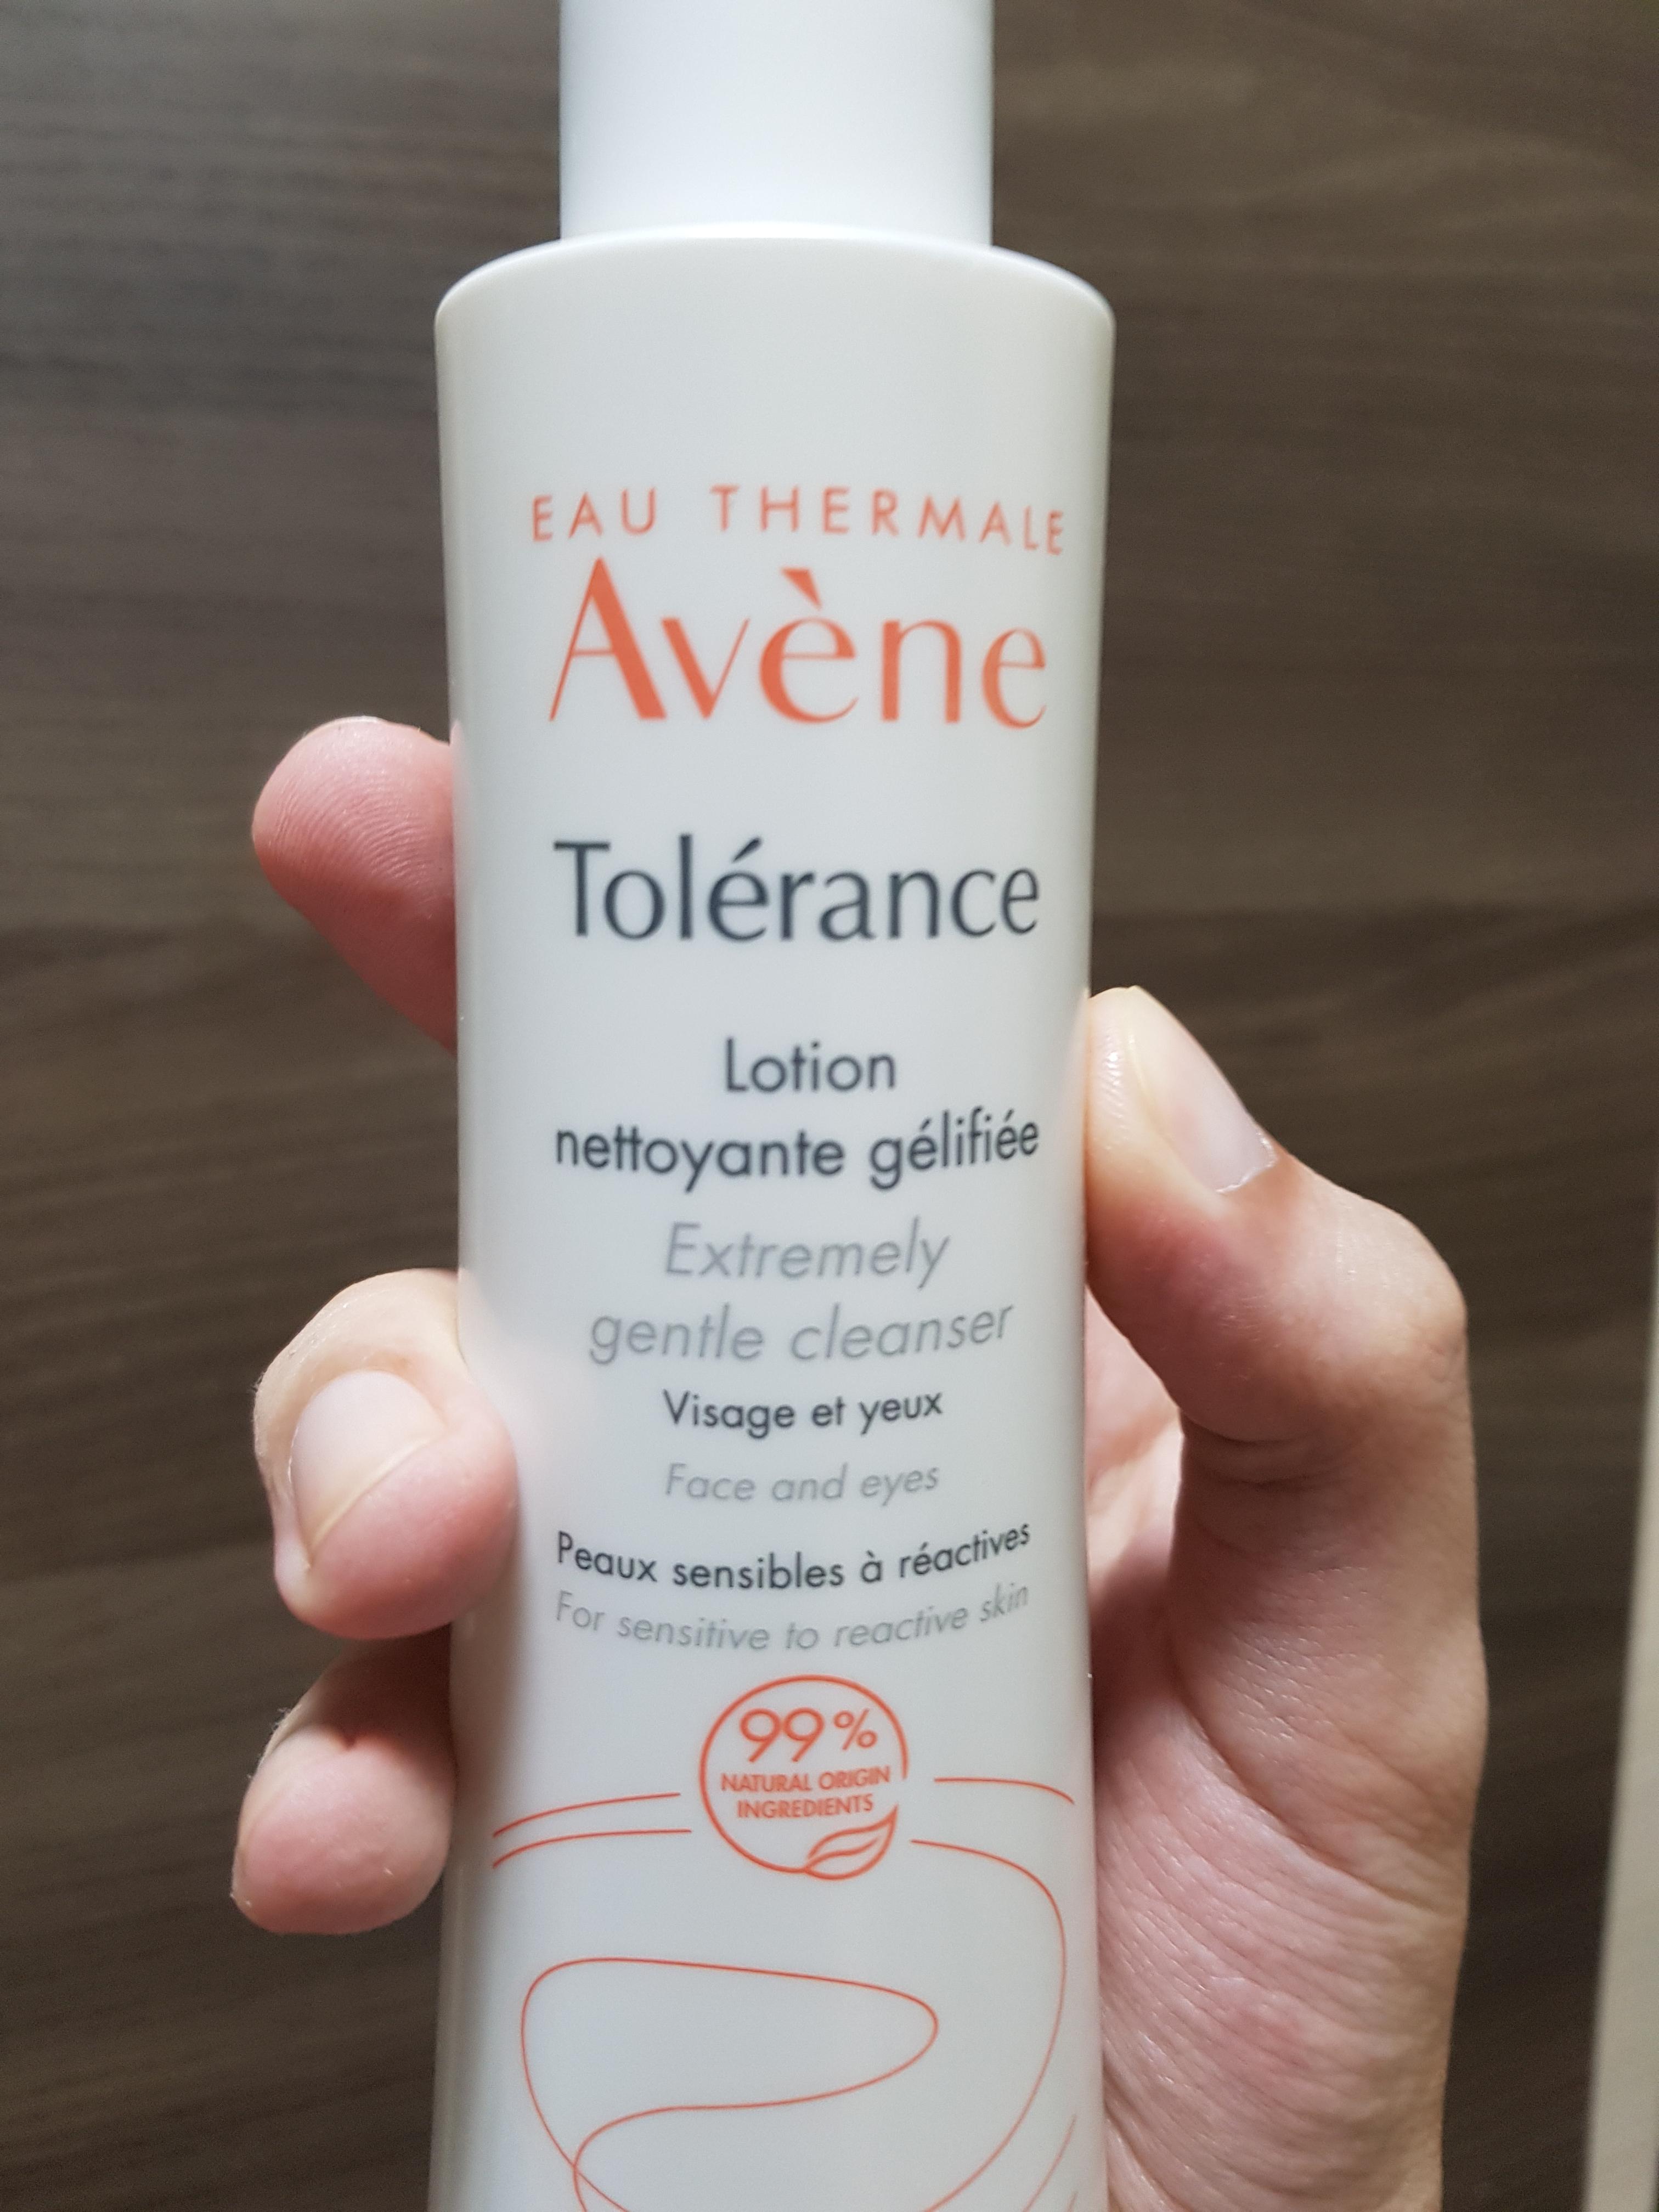 EAU THERMALE
Avène
Tolérance
Lotion
nettoyante gélifiée
Extremely
gentle cleanser
Visage et yeux
Face and eyes
Peaux sensibles à réactives
For sensitive to reactive skin
99%
NATURAL ORIGIN
INGREDIENTS